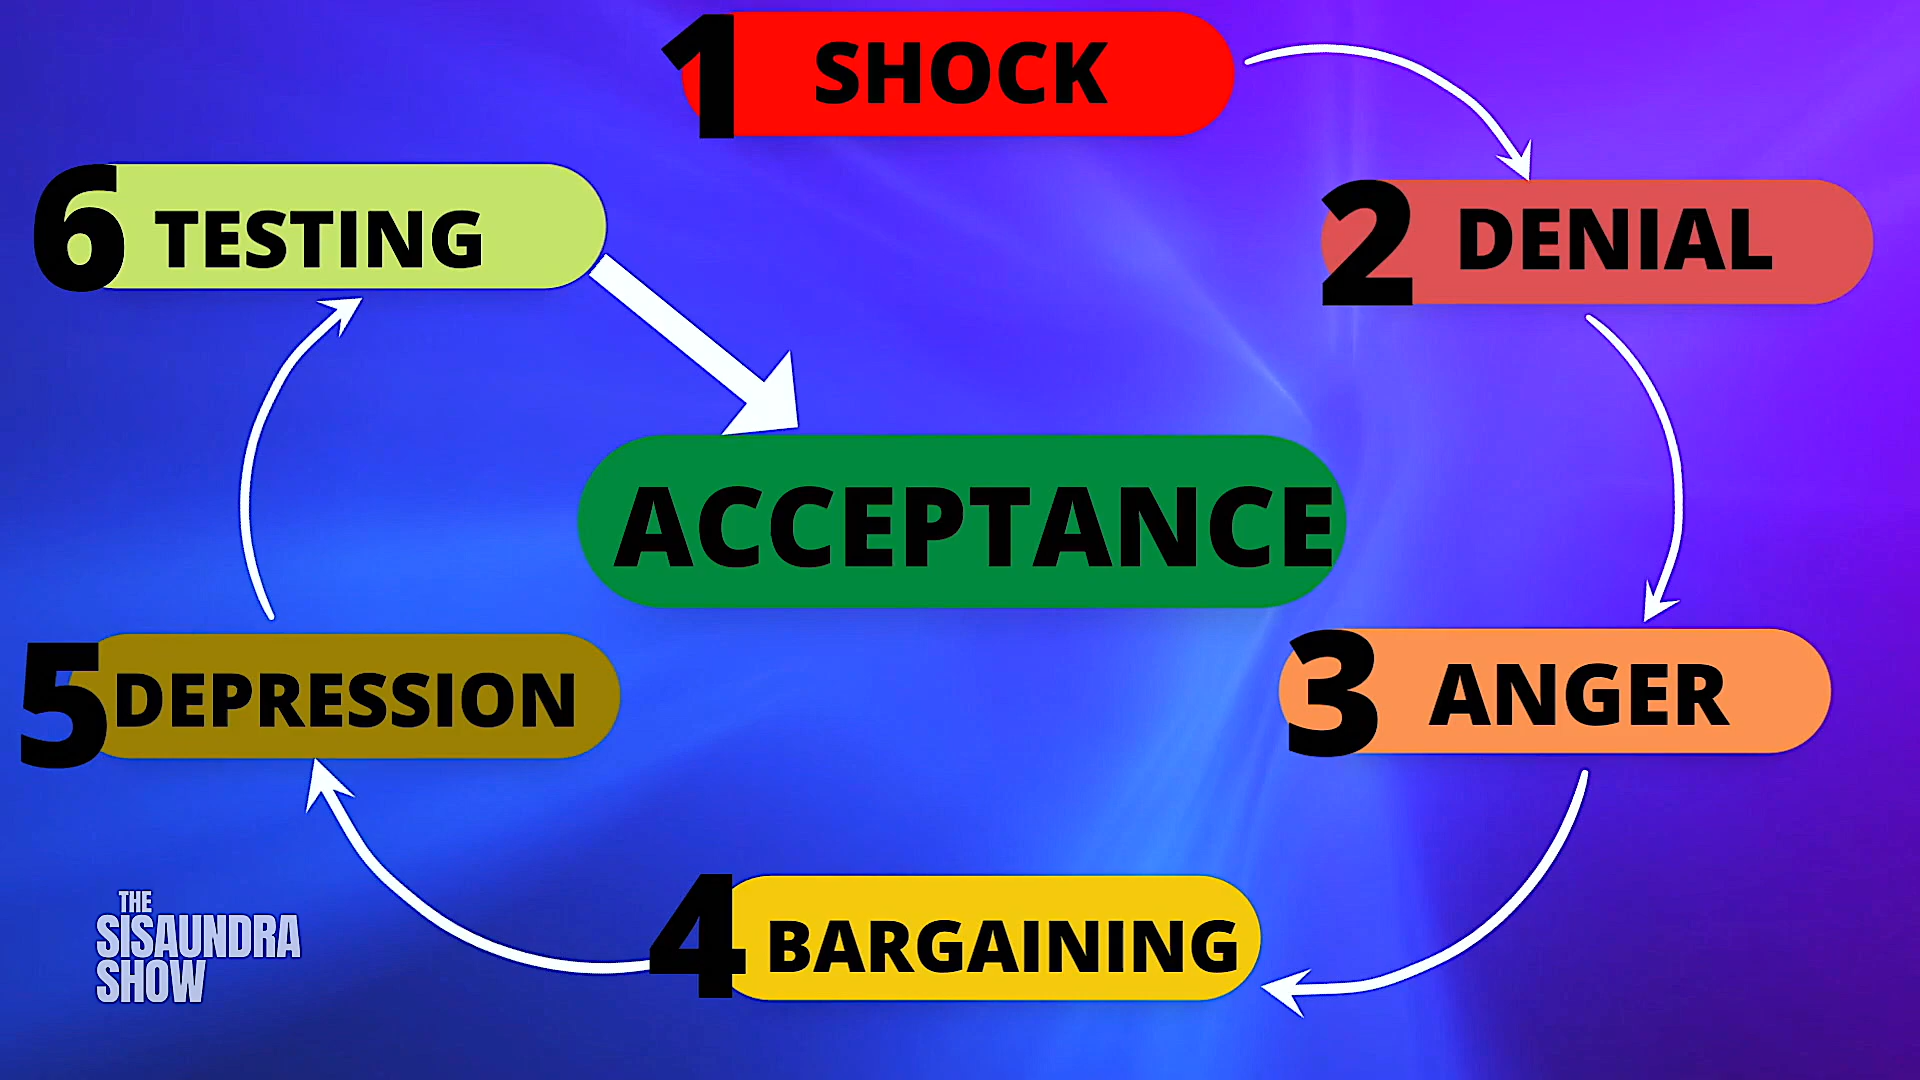 1 SHOCK
2 DENIAL
3 ANGER
4 BARGAINING
5 DEPRESSION
6 TESTING
ACCEPTANCE
THE
SISAUNDRA
SHOW